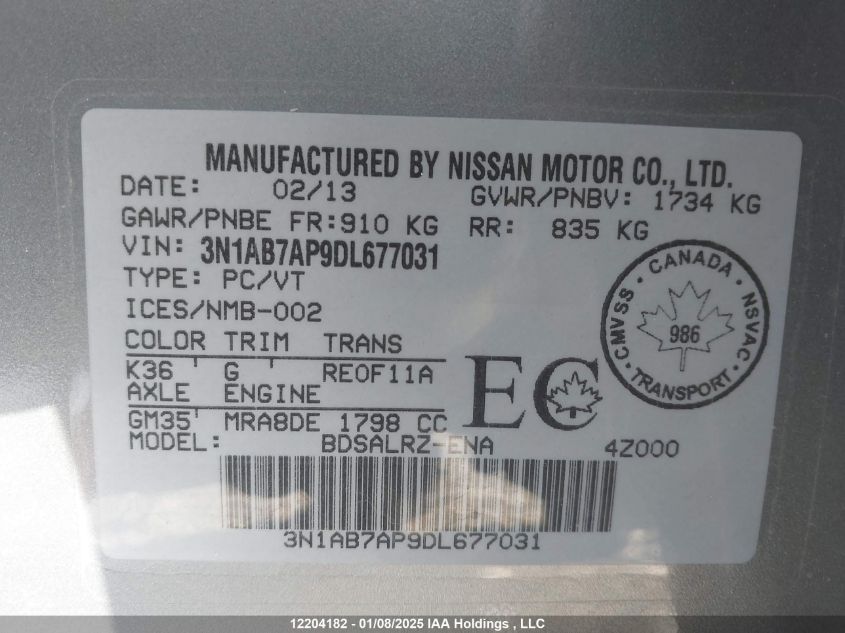 MANUFACTURED BY NISSAN MOTOR CO., LTD.
DATE: 02/13 GVWR/PNBV: 1734 KG
GAWR/PNBE FR:910 KG RR: 835 KG
VIN: 3N1AB7AP9DL677031
TYPE: PC/VT
ICES/NMB-002
COLOR TRIM TRANS
K36 ' G ' RE0F11A
AXLE ENGINE
GM35' MRA8DE 1798 CC
EC
MODEL: BDSALRZ-ENA 4Z000
CMVSS · CANADA · NSVAC · TRANSPORT ·
986
3N1AB7AP9DL677031
12204182 - 01/08/2025 IAA Holdings , LLC